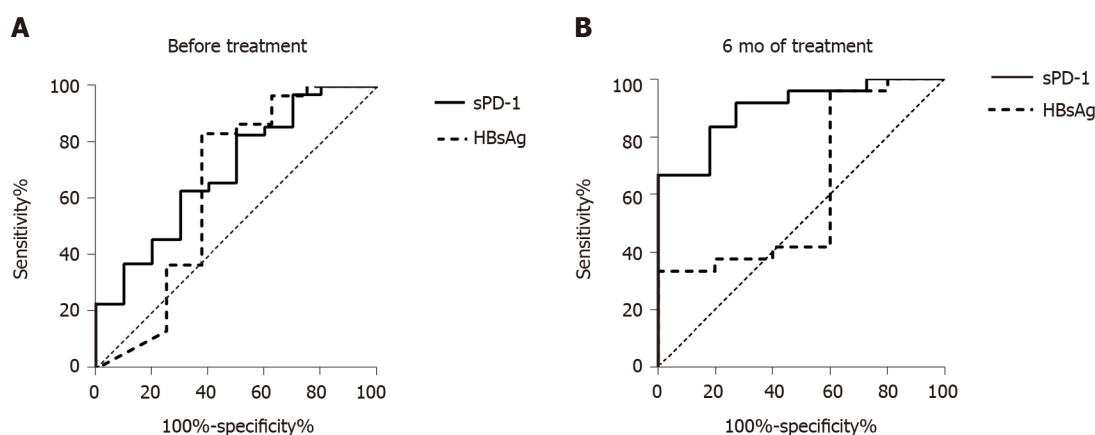 A
Before treatment
100
80
60
40
20
0
Sensitivity%
0 20 40 60 80 100
100%-specificity%
sPD-1
HBsAg
B
6 mo of treatment
100
80
60
40
20
0
Sensitivity%
0 20 40 60 80 100
100%-specificity%
sPD-1
HBsAg